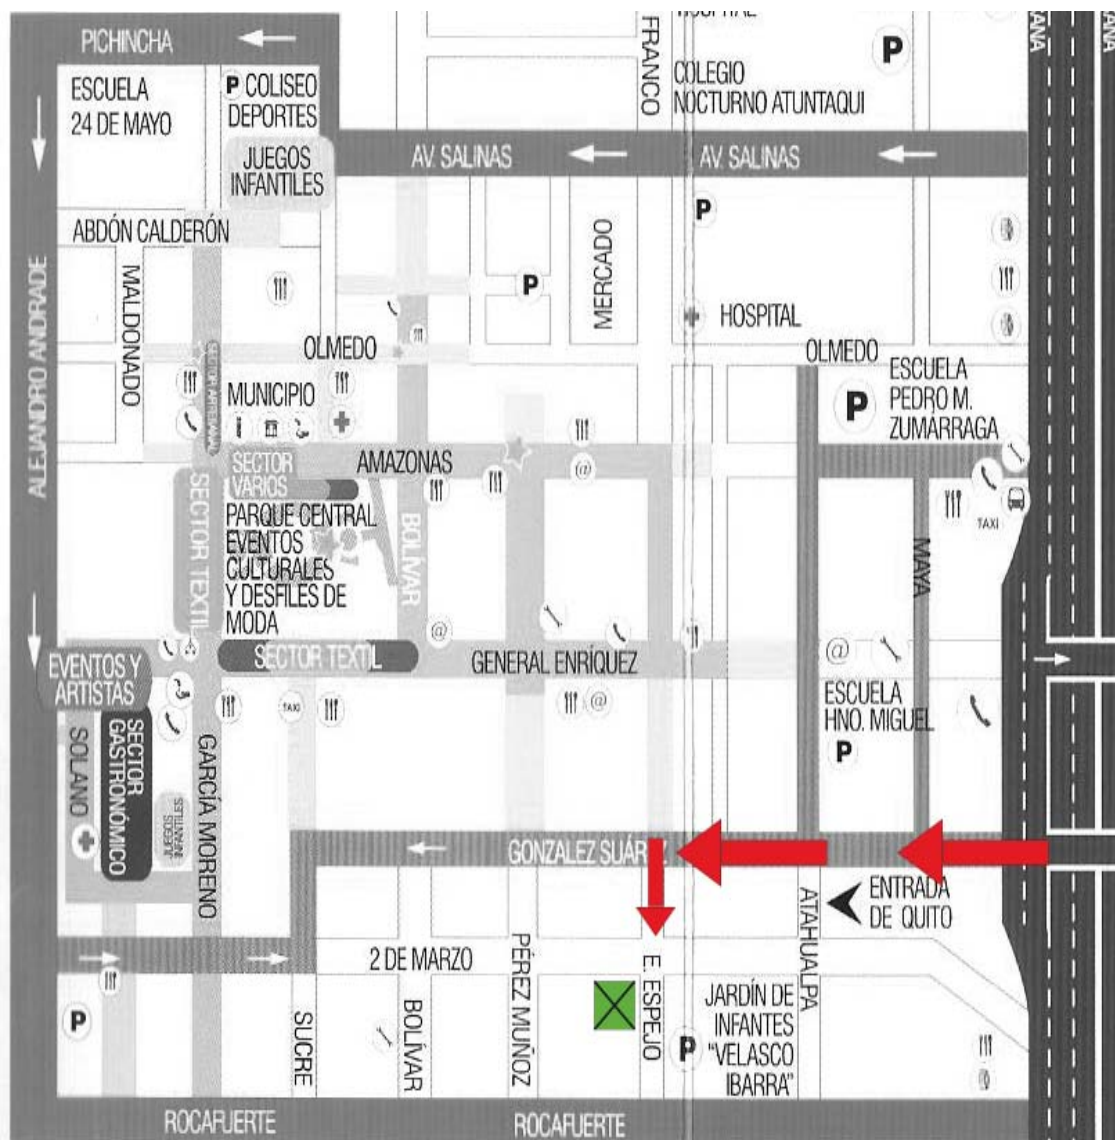 FRANCO
PICHINCHA
ESCUELA
24 DE MAYO
P COLISEO
DEPORTES
JUEGOS
INFANTILES
P
COLEGIO
NOCTURNO ATUNTAQUI
AV. SALINAS
AV. SALINAS
P
ABDÓN CALDERÓN
MALDONADO
ALEJANDRO ANDRADE
MERCADO
P
HOSPITAL
OLMEDO
OLMEDO
SECTOR ARTESANAL
MUNICIPIO
P
ESCUELA
PEDRO M.
ZUMÁRRAGA
SECTOR
VARIOS
AMAZONAS
@
SECTOR TEXTIL
PARQUE CENTRAL
EVENTOS
CULTURALES
Y DESFILES DE
MODA
BOLÍVAR
TAXI
MAYA
@
SECTOR TEXTIL
GENERAL ENRÍQUEZ
@
EVENTOS Y
ARTISTAS
TAXI
@
ESCUELA
HNO. MIGUEL
P
SOLANO
SECTOR
GASTRONÓMICO
JUEGOS
INFANTILES
GARCÍA MORENO
GONZALEZ SUÁREZ
ENTRADA
DE QUITO
ATAHUALPA
2 DE MARZO
PÉREZ MUÑOZ
E. ESPEJO
SUCRE
BOLÍVAR
P
P
JARDÍN DE
INFANTES
"VELASCO
IBARRA"
ROCAFUERTE
ROCAFUERTE